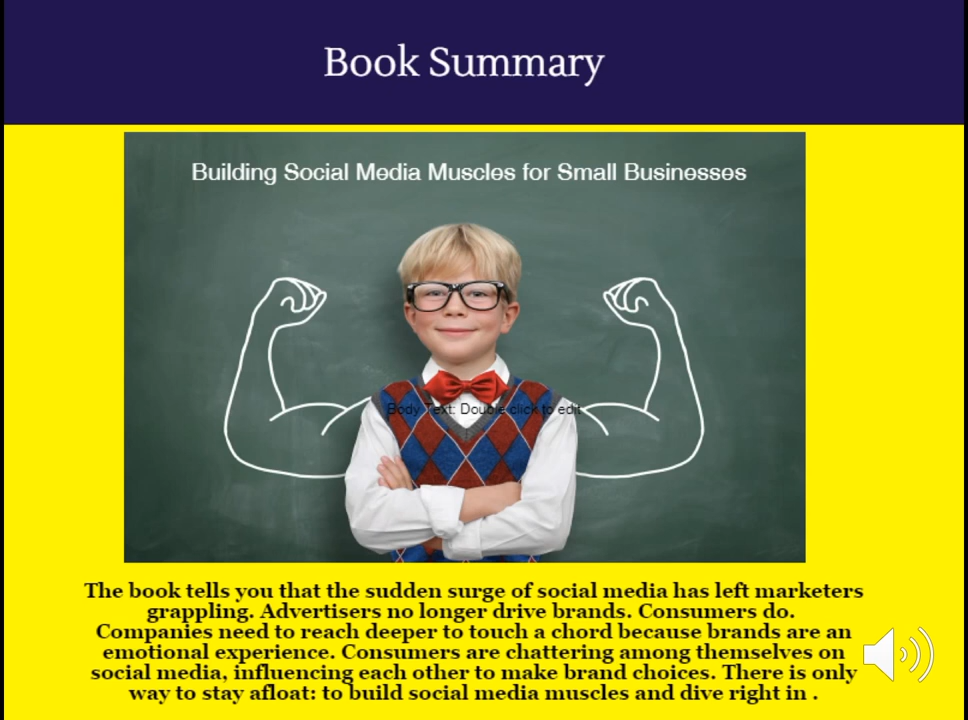 Book Summary
Building Social Media Muscles for Small Businesses
Body Text: Double click to edit
The book tells you that the sudden surge of social media has left marketers
grappling. Advertisers no longer drive brands. Consumers do.
Companies need to reach deeper to touch a chord because brands are an
emotional experience. Consumers are chattering among themselves on
social media, influencing each other to make brand choices. There is only
way to stay afloat: to build social media muscles and dive right in .